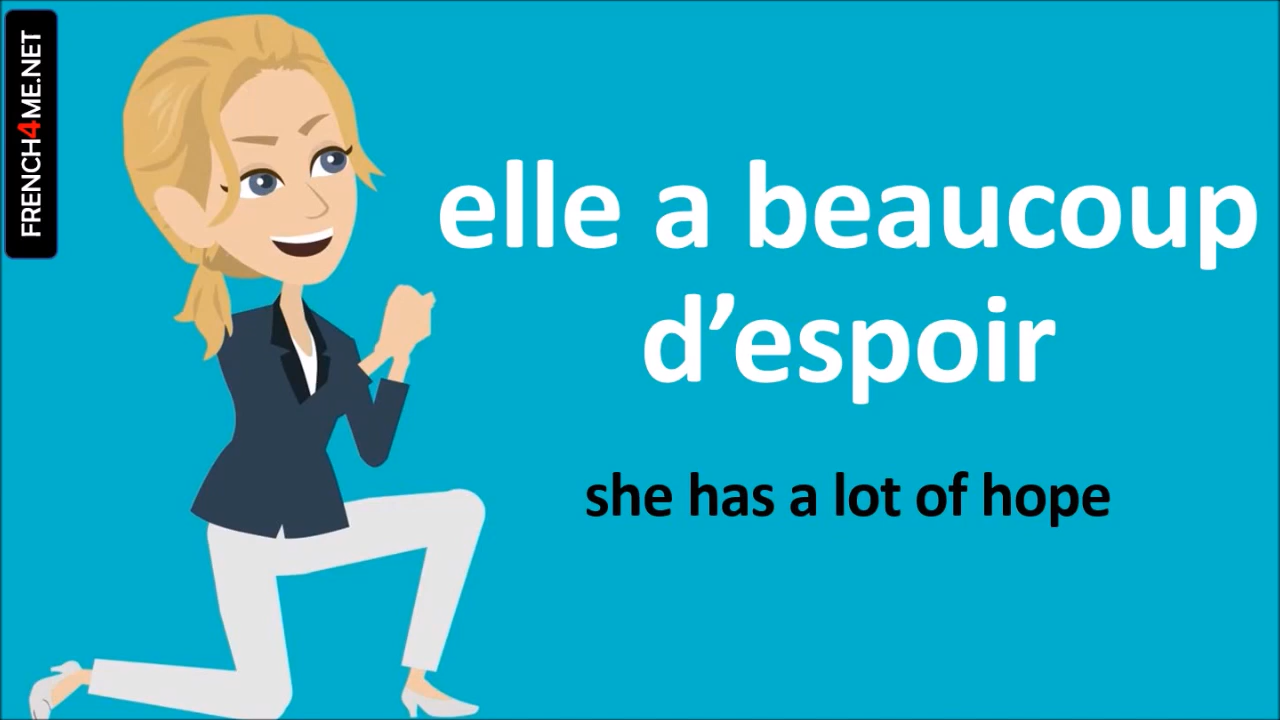 FRENCH4ME.NET
elle a beaucoup
d’espoir
she has a lot of hope